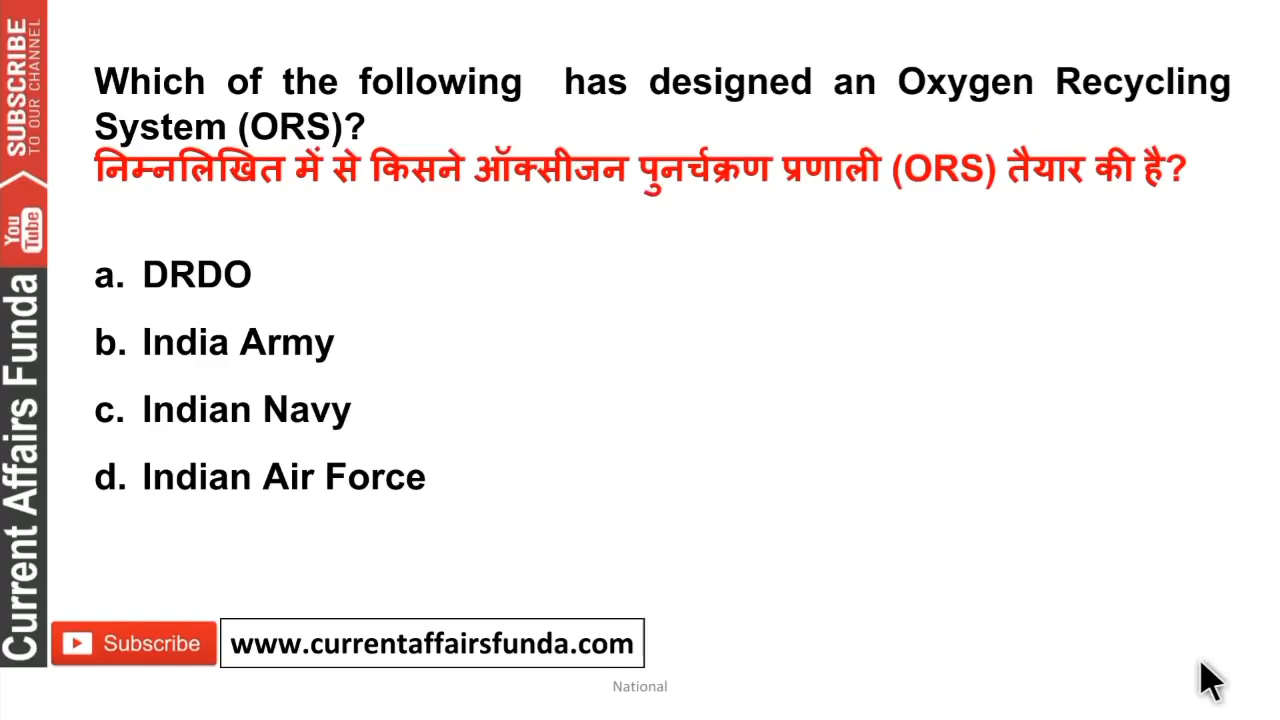 Which of the following has designed an Oxygen Recycling
System (ORS)?
निम्नलिखित में से किसने ऑक्सीजन पुनर्चक्रण प्रणाली (ORS) तैयार की है?
a. DRDO
b. India Army
c. Indian Navy
d. Indian Air Force
SUBSCRIBE
TO OUR CHANNEL
You
Tube
Current Affairs Funda
Subscribe
www.currentaffairsfunda.com
National